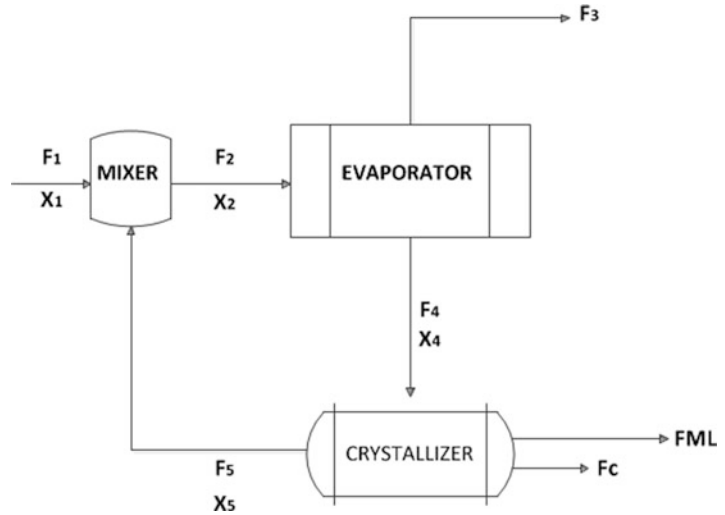 F₃
F₁
MIXER
F₂
EVAPORATOR
X₁
X₂
F₄
X₄
FML
CRYSTALLIZER
Fc
F₅
X₅